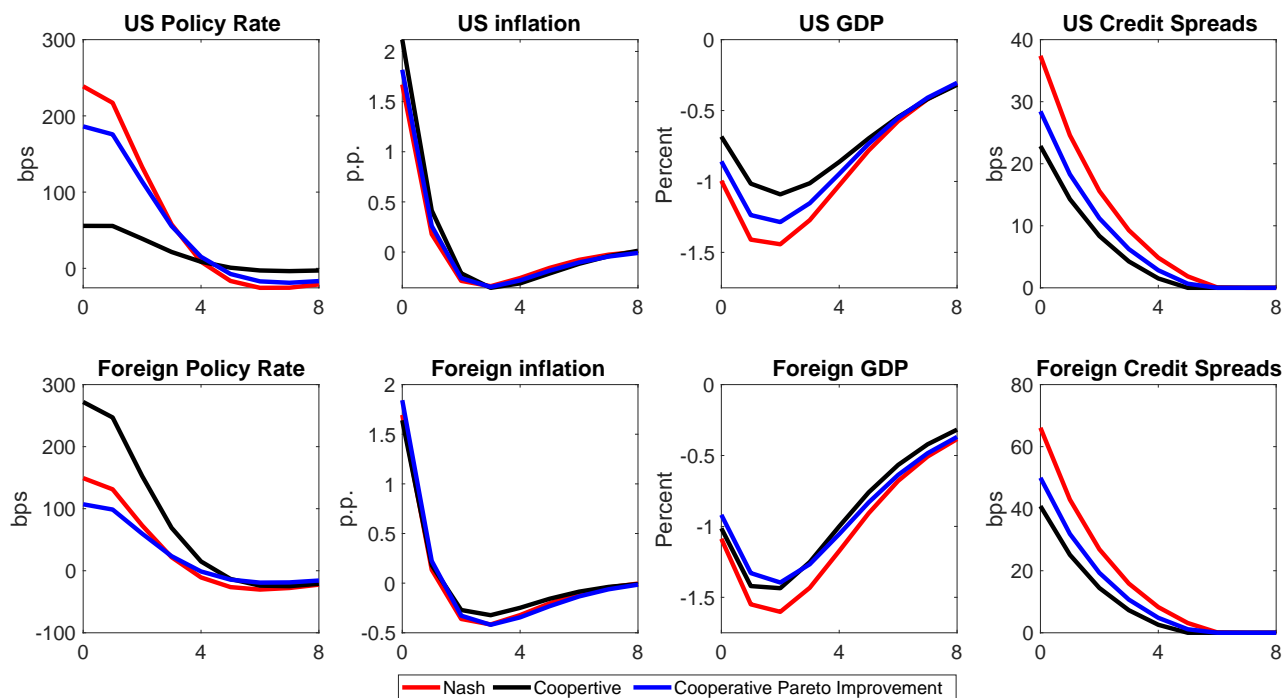 US Policy Rate
300
200
100
0
bps
0 4 8
US inflation
2
1.5
1
0.5
0
p.p.
0 4 8
US GDP
0
-0.5
-1
-1.5
Percent
0 4 8
US Credit Spreads
40
30
20
10
0
bps
0 4 8
Foreign Policy Rate
300
200
100
0
-100
bps
0 4 8
Foreign inflation
2
1.5
1
0.5
0
-0.5
p.p.
0 4 8
Foreign GDP
0
-0.5
-1
-1.5
Percent
0 4 8
Foreign Credit Spreads
80
60
40
20
0
bps
0 4 8
Nash Coopertive Cooperative Pareto Improvement